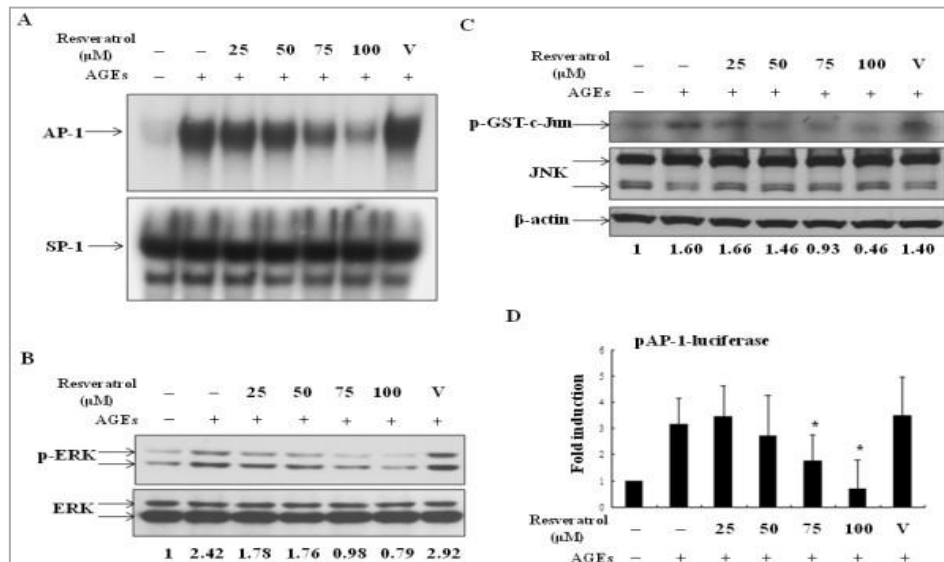 A
Resveratrol – – 25 50 75 100 V
(μM)
AGEs – + + + + + +
AP-1
SP-1
B
Resveratrol – – 25 50 75 100 V
(μM)
AGEs – + + + + + +
p-ERK
ERK
1 2.42 1.78 1.76 0.98 0.79 2.92
C
Resveratrol – – 25 50 75 100 V
(μM)
AGEs – + + + + + +
p-GST-c-Jun
JNK
β-actin
1 1.60 1.66 1.46 0.93 0.46 1.40
D
pAP-1-luciferase
Fold induction
6
5
4
3
2
1
0
* *
Resveratrol – – 25 50 75 100 V
(μM)
AGEs – + + + + + +